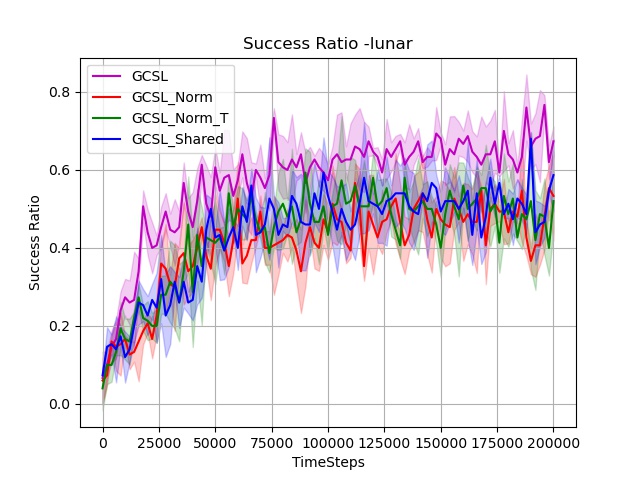 Success Ratio -lunar
GCSL
GCSL_Norm
GCSL_Norm_T
GCSL_Shared
Success Ratio
0.8
0.6
0.4
0.2
0.0
0 25000 50000 75000 100000 125000 150000 175000 200000
TimeSteps